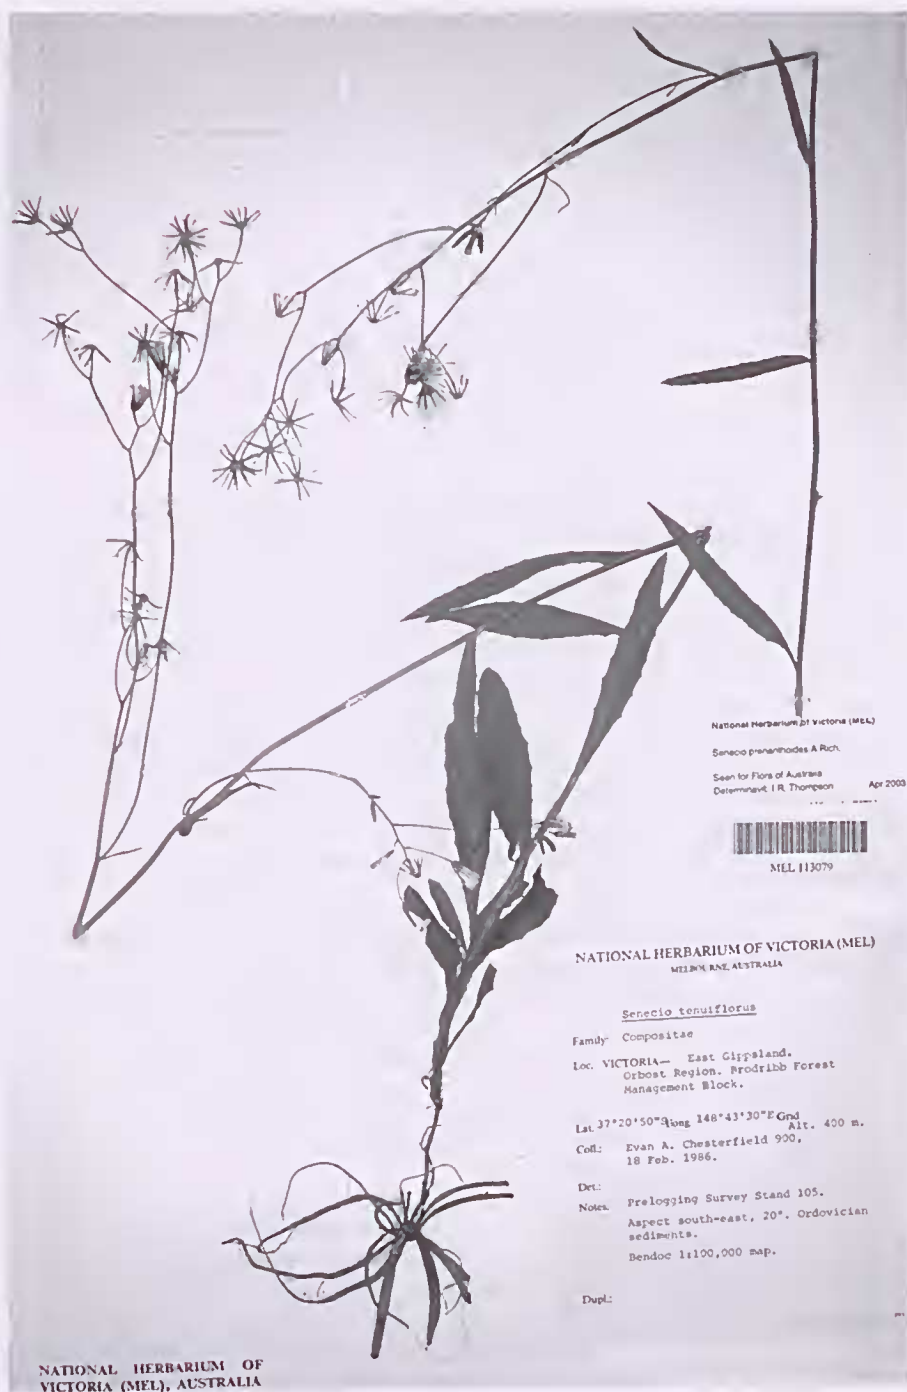 National Herbarium of Victoria (MEL)
Senecio prenanthoides A.Rich.
Seen for Flora of Australia
Determinavit I.R. Thompson Apr 2003
MEL 113079
NATIONAL HERBARIUM OF VICTORIA (MEL)
MELBOURNE, AUSTRALIA
Senecio tenuiflorus
Family Compositae
Loc. VICTORIA— East Gippsland.
Orbost Region. Brodribb Forest
Management Block.
Lat. 37°20'50"S Long 148°43'30"E Grid
Alt. 400 m.
Coll.: Evan A. Chesterfield 900,
18 Feb. 1986.
Det.:
Notes. Prelogging Survey Stand 105.
Aspect south-east, 20°. Ordovician
sediments.
Bendoc 1:100,000 map.
Dupl.:
NATIONAL HERBARIUM OF
VICTORIA (MEL), AUSTRALIA